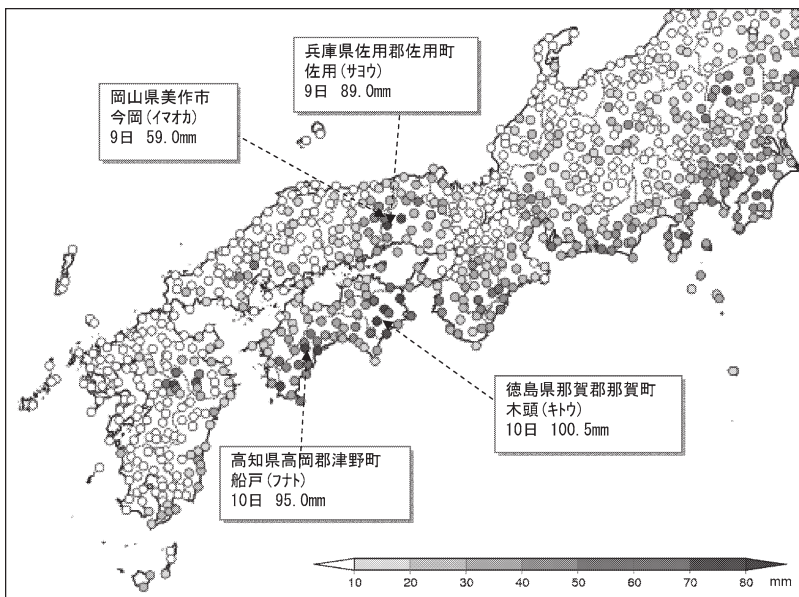 兵庫県佐用郡佐用町
佐用(サヨウ)
9日 89.0mm
岡山県美作市
今岡(イマオカ)
9日 59.0mm
徳島県那賀郡那賀町
木頭(キトウ)
10日 100.5mm
高知県高岡郡津野町
船戸(フナト)
10日 95.0mm
10 20 30 40 50 60 70 80 mm